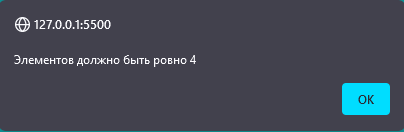 127.0.0.1:5500
Элементов должно быть ровно 4
OK